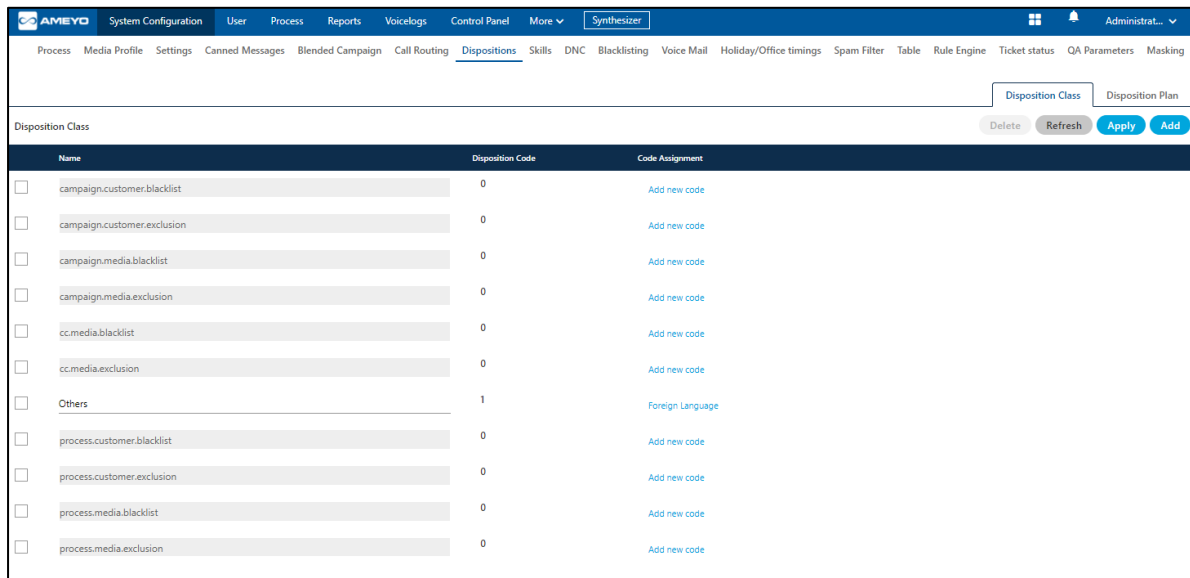 AMEYO System Configuration User Process Reports Voicelogs Control Panel More Synthesizer Administrat...
Process Media Profile Settings Canned Messages Blended Campaign Call Routing Dispositions Skills DNC Blacklisting Voice Mail Holiday/Office timings Spam Filter Table Rule Engine Ticket status QA Parameters Masking
Disposition Class Disposition Plan
Disposition Class Delete Refresh Apply Add
Name Disposition Code Code Assignment
campaign.customer.blacklist 0 Add new code
campaign.customer.exclusion 0 Add new code
campaign.media.blacklist 0 Add new code
campaign.media.exclusion 0 Add new code
cc.media.blacklist 0 Add new code
cc.media.exclusion 0 Add new code
Others 1 Foreign Language
process.customer.blacklist 0 Add new code
process.customer.exclusion 0 Add new code
process.media.blacklist 0 Add new code
process.media.exclusion 0 Add new code